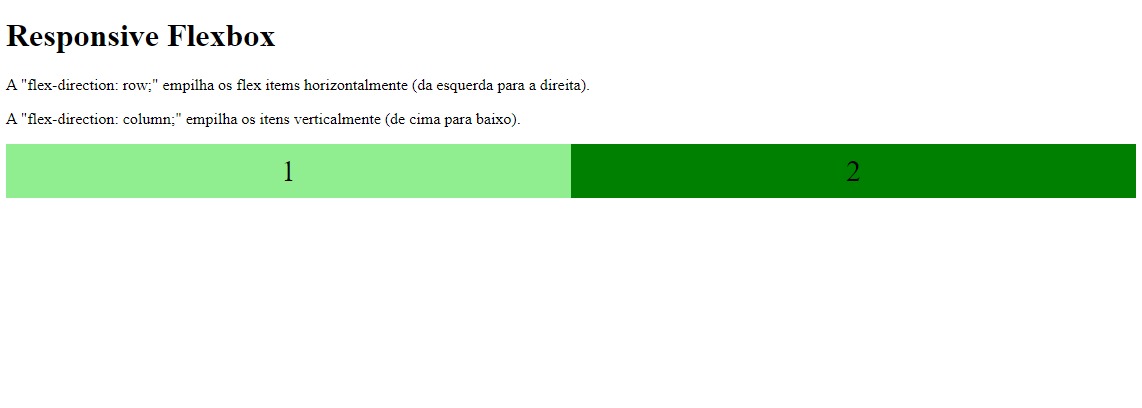 Responsive Flexbox
A "flex-direction: row;" empilha os flex items horizontalmente (da esquerda para a direita).
A "flex-direction: column;" empilha os itens verticalmente (de cima para baixo).
1 2